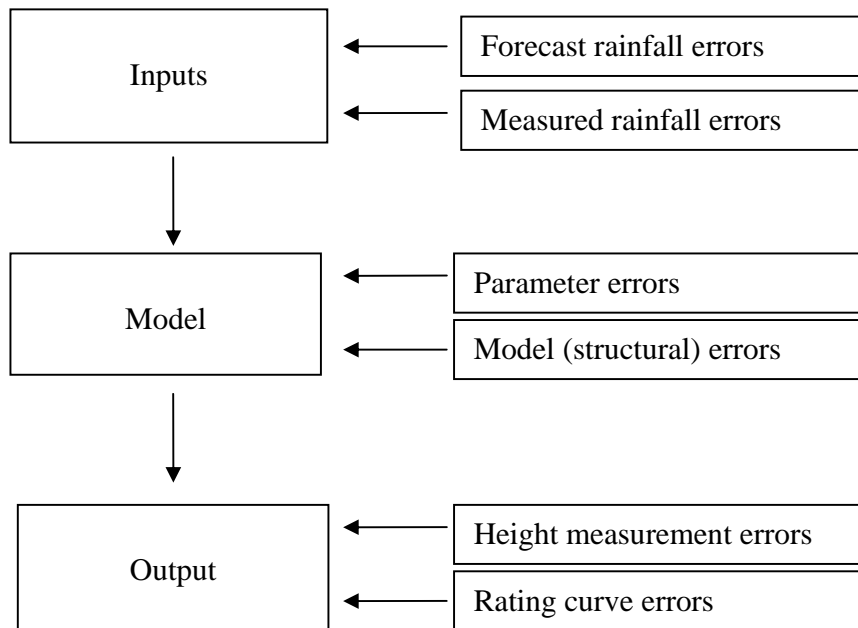 Inputs
Forecast rainfall errors
Measured rainfall errors
Model
Parameter errors
Model (structural) errors
Output
Height measurement errors
Rating curve errors